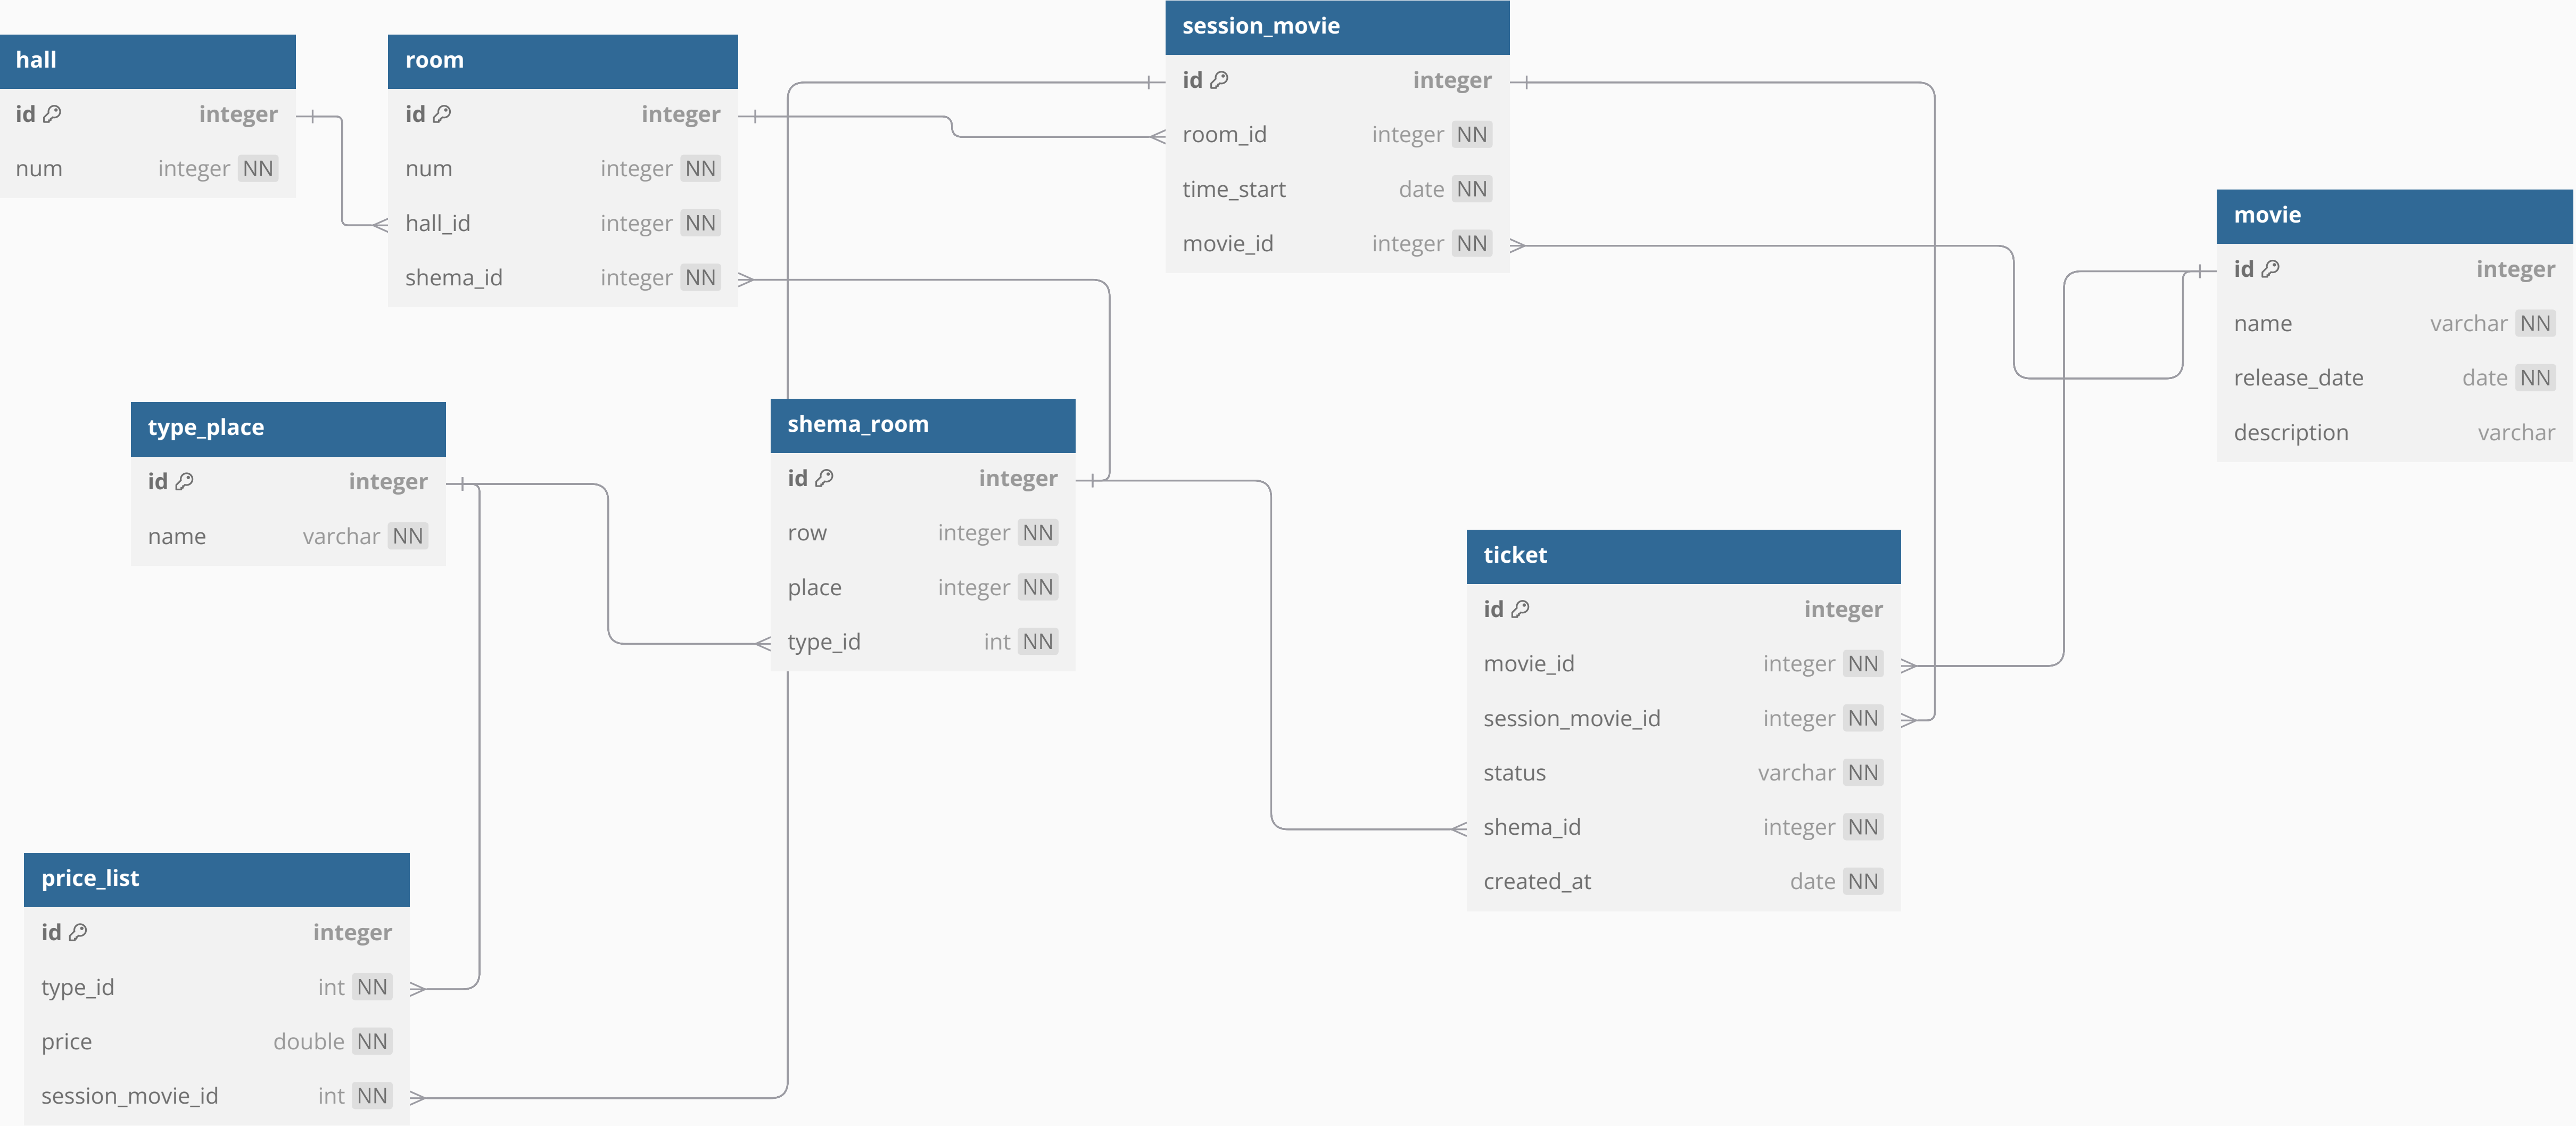 hall
id integer
num integer NN
room
id integer
num integer NN
hall_id integer NN
shema_id integer NN
session_movie
id integer
room_id integer NN
time_start date NN
movie_id integer NN
movie
id integer
name varchar NN
release_date date NN
description varchar
type_place
id integer
name varchar NN
shema_room
id integer
row integer NN
place integer NN
type_id int NN
ticket
id integer
movie_id integer NN
session_movie_id integer NN
status varchar NN
shema_id integer NN
created_at date NN
price_list
id integer
type_id int NN
price double NN
session_movie_id int NN